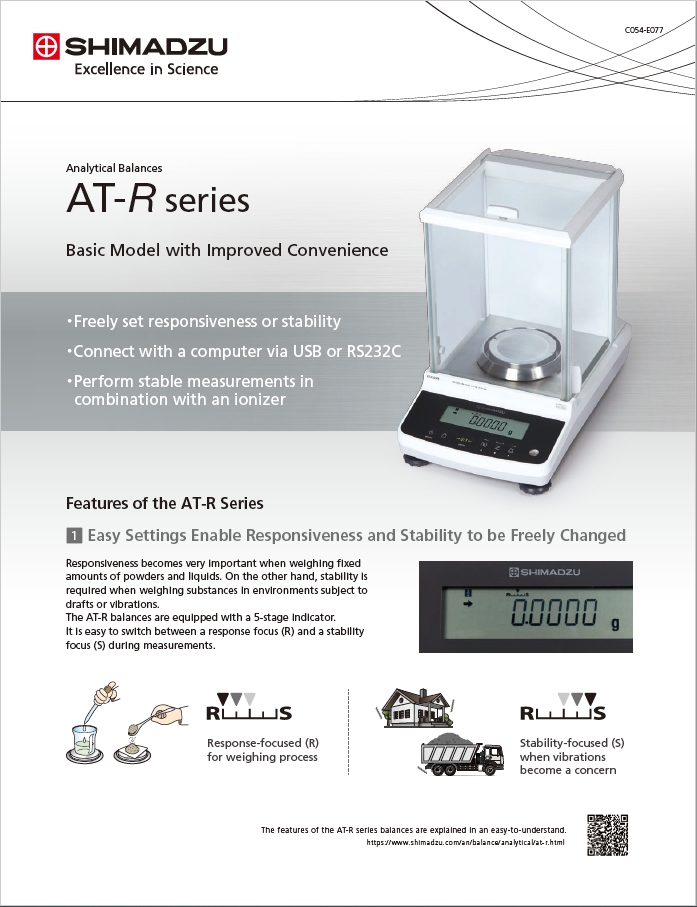 C054-E077
SHIMADZU
Excellence in Science
Analytical Balances
AT-R series
Basic Model with Improved Convenience
・Freely set responsiveness or stability
・Connect with a computer via USB or RS232C
・Perform stable measurements in
combination with an ionizer
0.0000 g
Features of the AT-R Series
1 Easy Settings Enable Responsiveness and Stability to be Freely Changed
Responsiveness becomes very important when weighing fixed
amounts of powders and liquids. On the other hand, stability is
required when weighing substances in environments subject to
drafts or vibrations.
The AT-R balances are equipped with a 5-stage indicator.
It is easy to switch between a response focus (R) and a stability
focus (S) during measurements.
SHIMADZU
0.0000 g
R S
Response-focused (R)
for weighing process
R S
Stability-focused (S)
when vibrations
become a concern
The features of the AT-R series balances are explained in an easy-to-understand.
https://www.shimadzu.com/an/balance/analytical/at-r.html